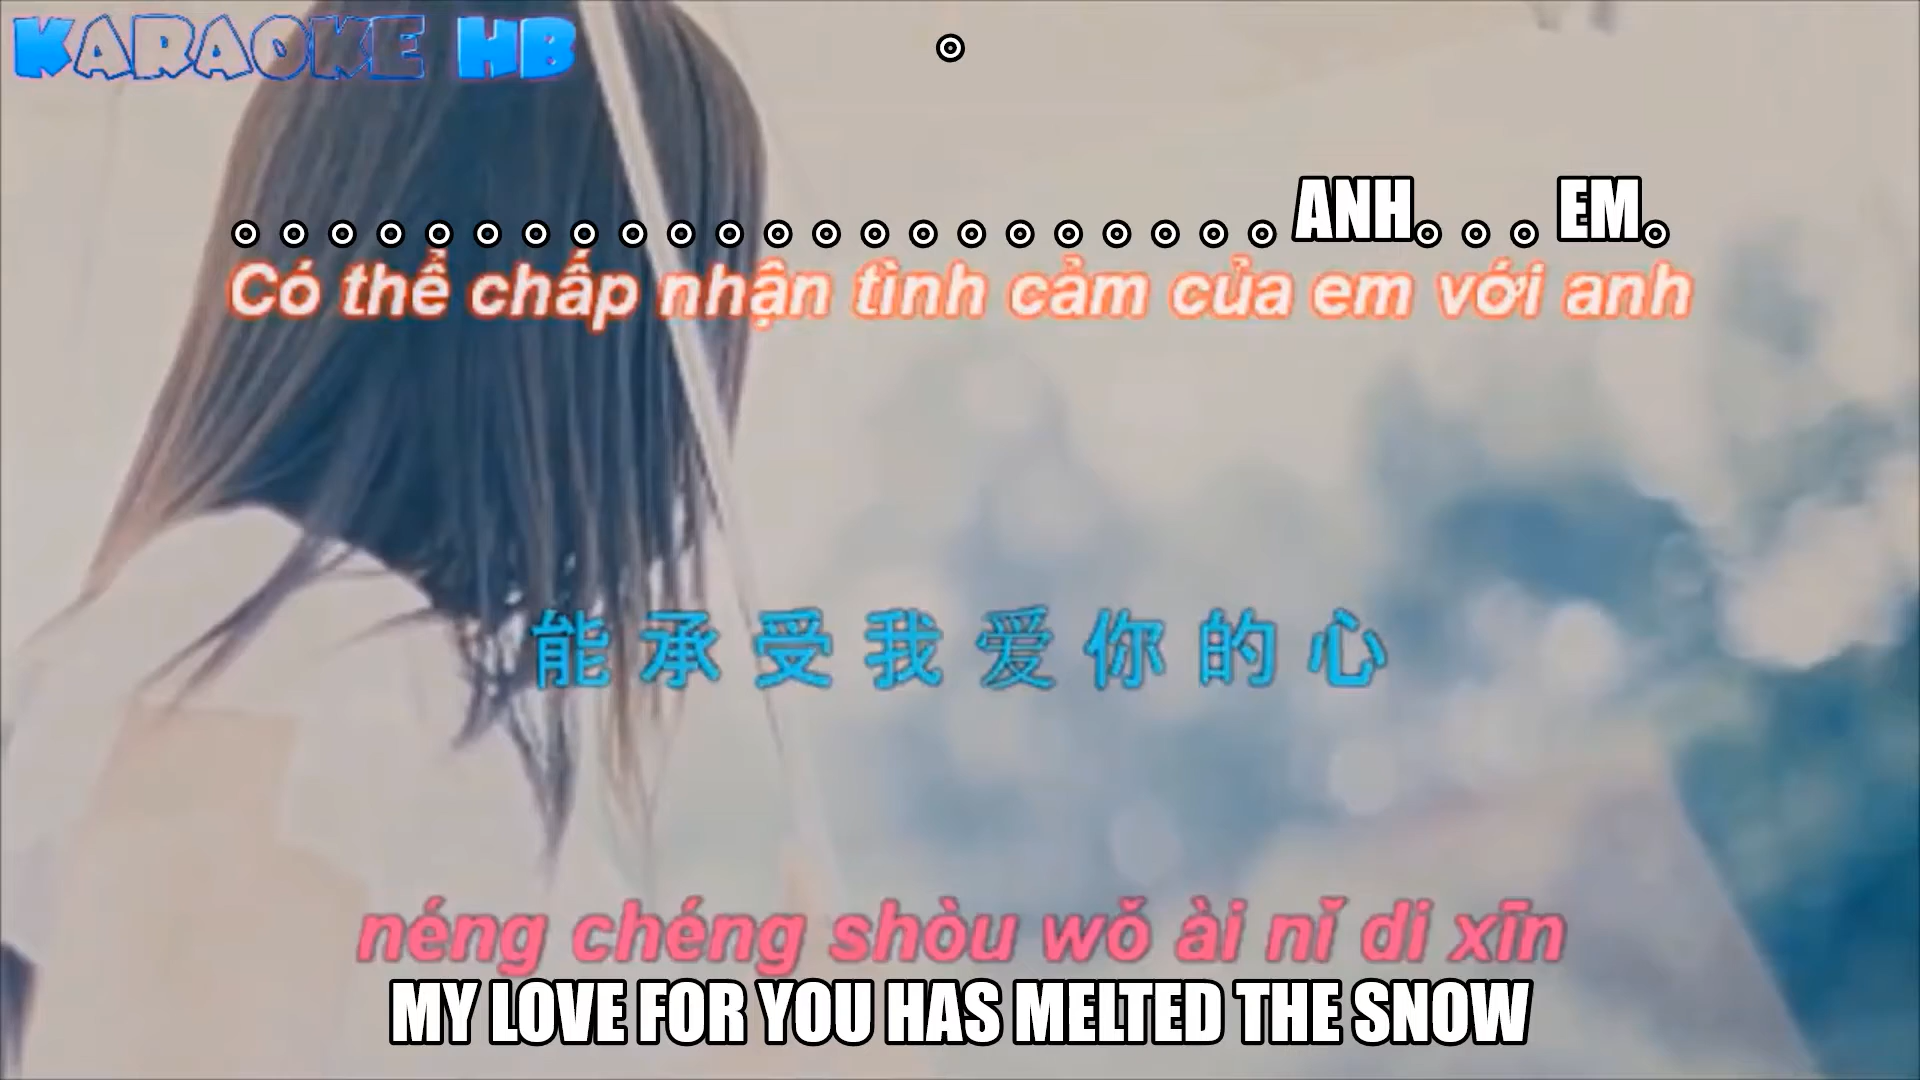 KARAOKE HB
。
。。。。。。。。。。。。。。。。。。。。。。ANH。。。EM。
Có thể chấp nhận tình cảm của em với anh
能承受我爱你的心
néng chéng shòu wǒ ài nǐ di xīn
MY LOVE FOR YOU HAS MELTED THE SNOW